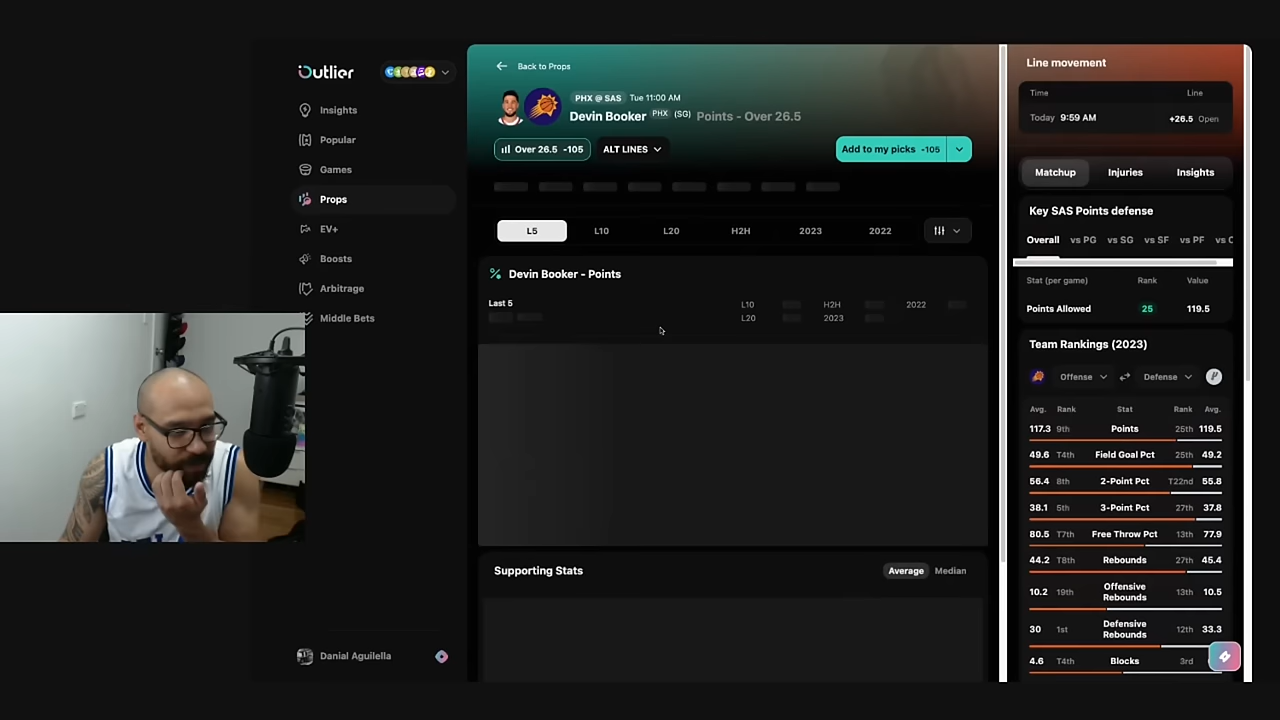 Outlier
Insights
Popular
Games
Props
EV+
Boosts
Arbitrage
Middle Bets
Danial Aguilella
Back to Props
PHX @ SAS Tue 11:00 AM
Devin Booker PHX (SG) Points - Over 26.5
Over 26.5 -105
ALT LINES
Add to my picks -105
L5 L10 L20 H2H 2023 2022
Devin Booker - Points
Last 5
L10 H2H 2022
L20 2023
Supporting Stats
Average Median
Line movement
Time Line
Today 9:59 AM +26.5 Open
Matchup Injuries Insights
Key SAS Points defense
Overall vs PG vs SG vs SF vs PF vs C
Stat (per game) Rank Value
Points Allowed 25 119.5
Team Rankings (2023)
Offense Defense
Avg. Rank Stat Rank Avg.
117.3 9th Points 25th 119.5
49.6 T4th Field Goal Pct 25th 49.2
56.4 8th 2-Point Pct T22nd 55.8
38.1 5th 3-Point Pct 27th 37.8
80.5 T7th Free Throw Pct 13th 77.9
44.2 T8th Rebounds 27th 45.4
10.2 19th Offensive Rebounds 13th 10.5
30 1st Defensive Rebounds 12th 33.3
4.6 T4th Blocks 3rd